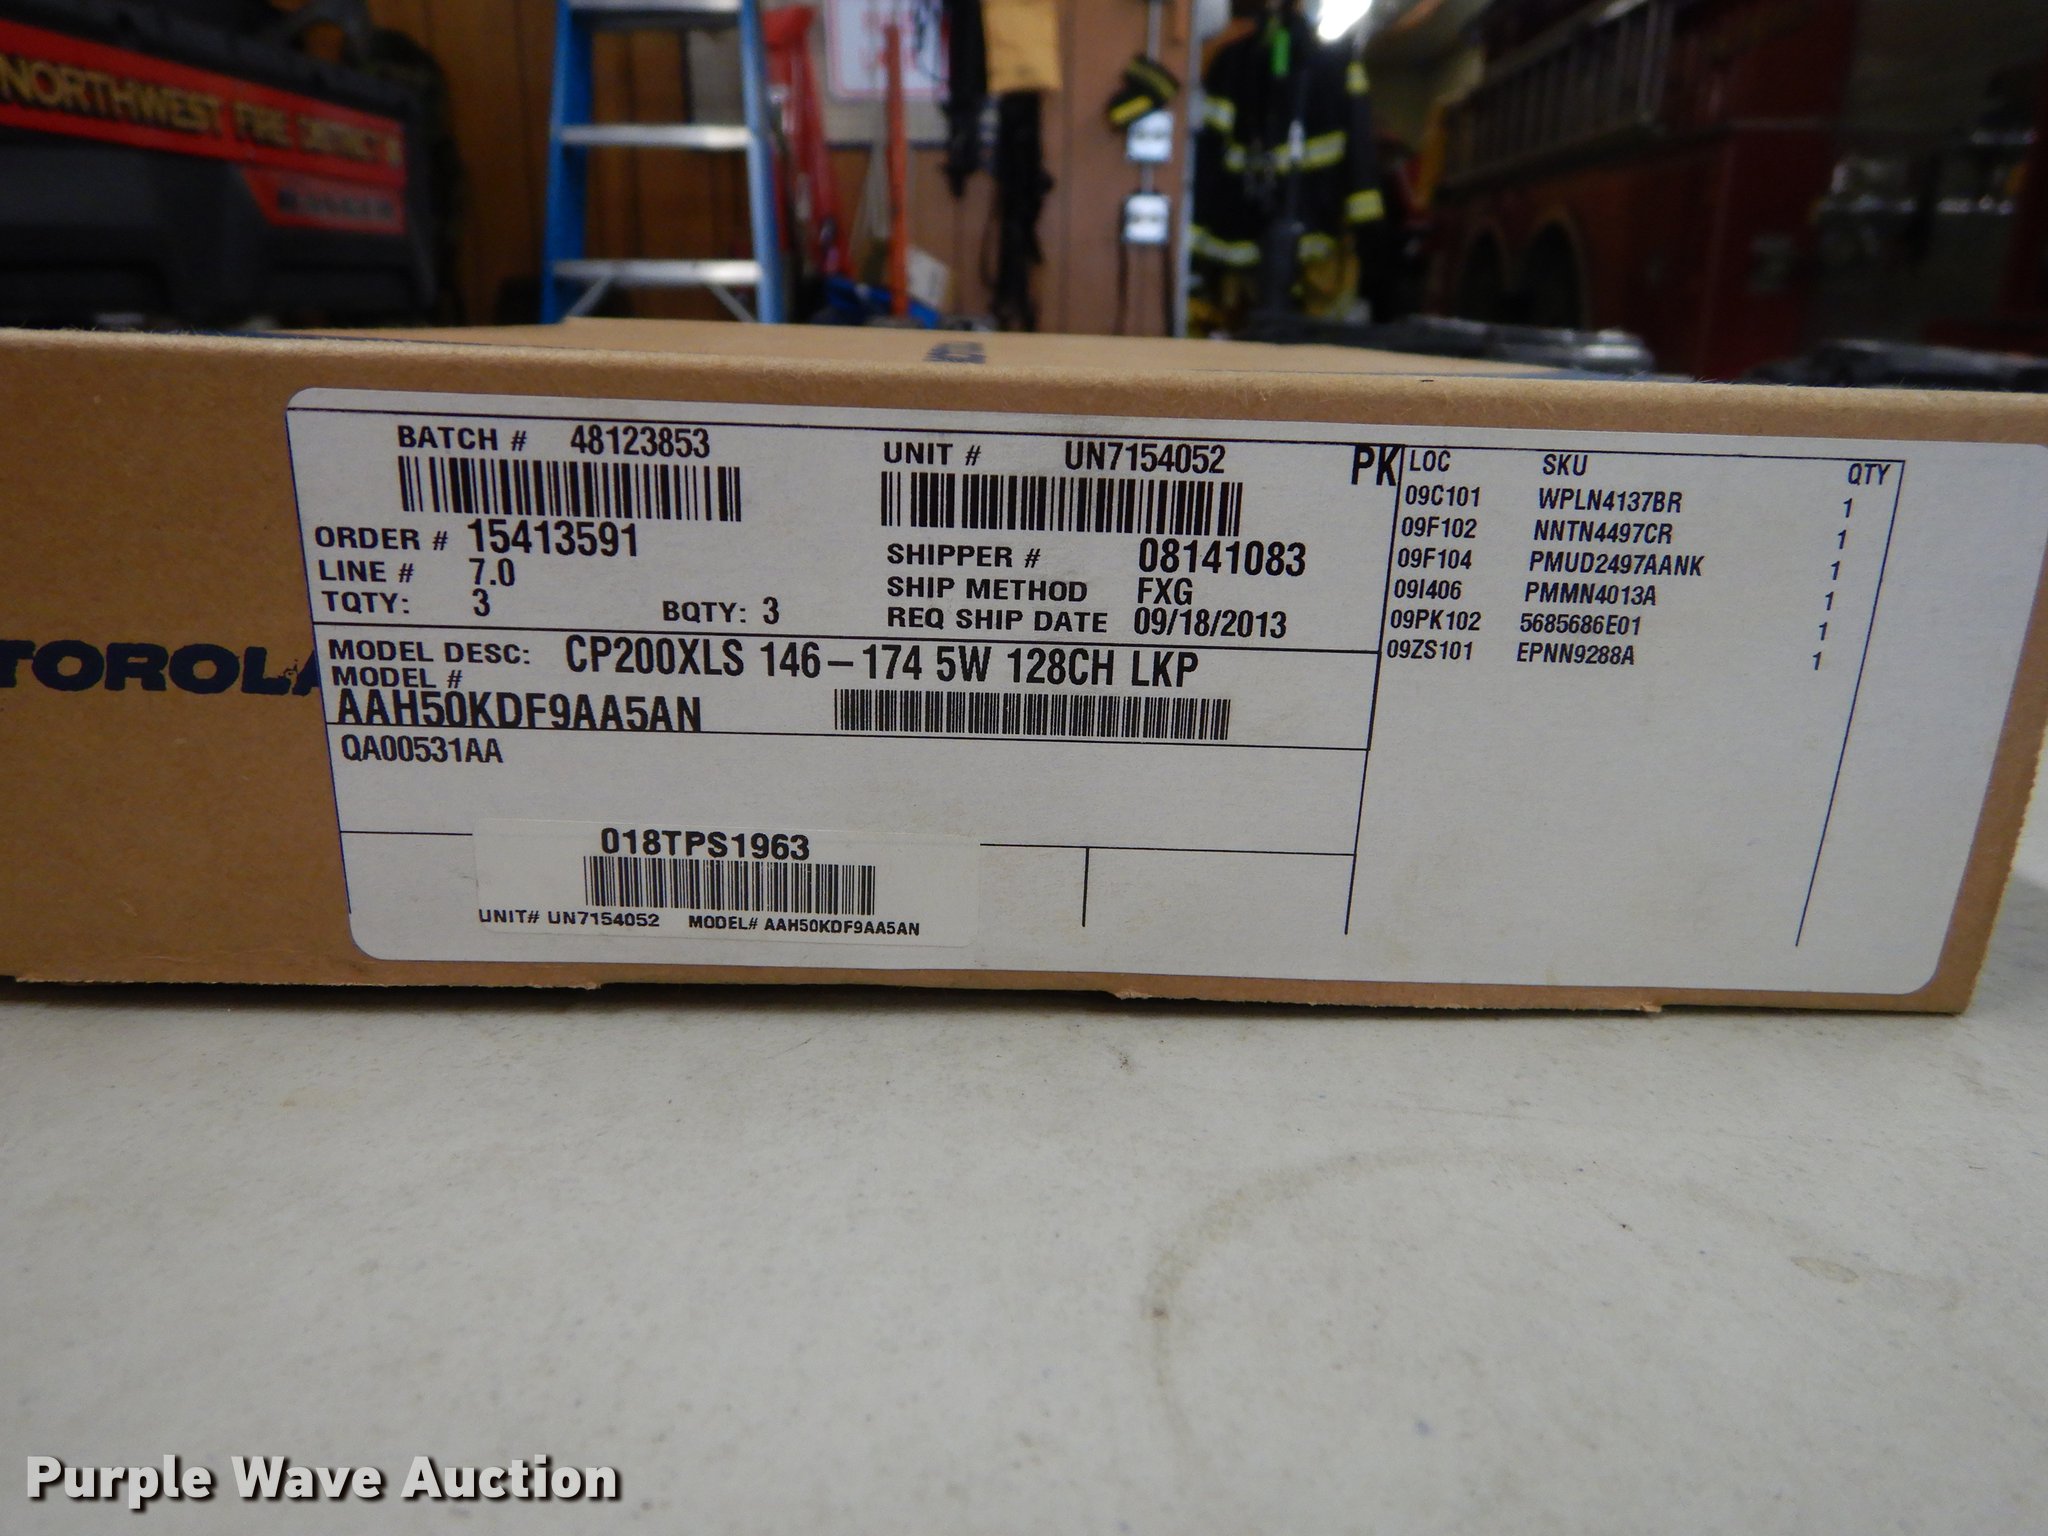 NORTHWEST FIRE DISTRICT
BATCH # 48123853
UNIT # UN7154052
ORDER # 15413591
LINE # 7.0
TQTY: 3 BQTY: 3
SHIPPER # 08141083
SHIP METHOD FXG
REQ SHIP DATE 09/18/2013
MODEL DESC: CP200XLS 146-174 5W 128CH LKP
MODEL #
AAH50KDF9AA5AN
QA00531AA
018TPS1963
UNIT# UN7154052 MODEL# AAH50KDF9AA5AN
PK LOC SKU QTY
09C101 WPLN4137BR 1
09F102 NNTN4497CR 1
09F104 PMUD2497AANK 1
09I406 PMMN4013A 1
09PK102 5685686E01 1
09ZS101 EPNN9288A 1
TOROLA
Purple Wave Auction